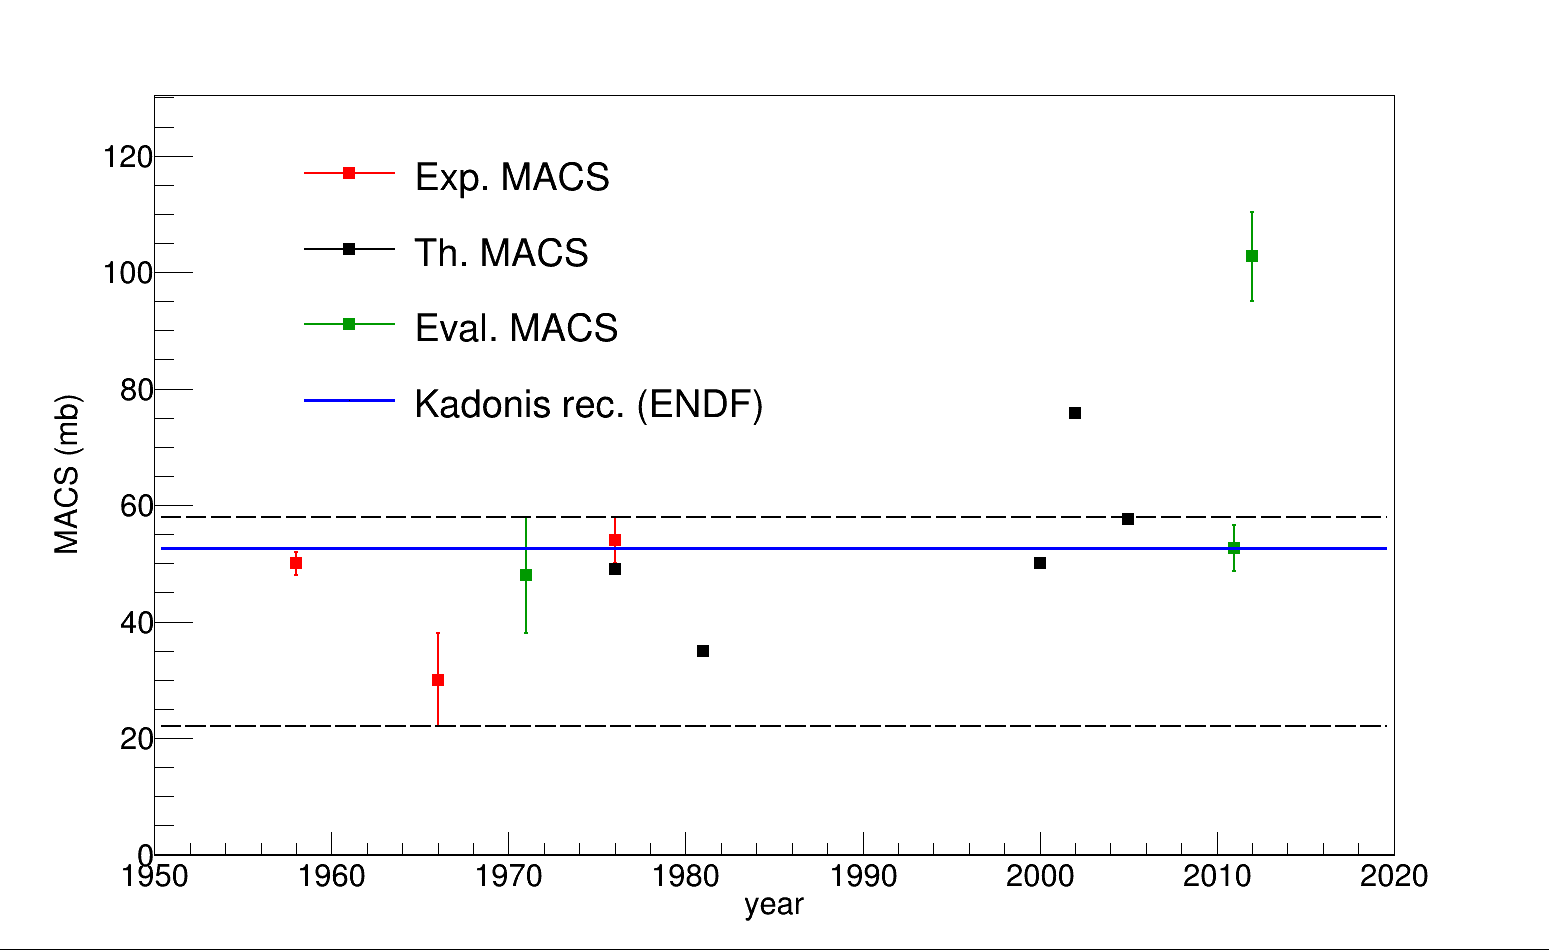 120
100
80
60
40
20
0
MACS (mb)
Exp. MACS
Th. MACS
Eval. MACS
Kadonis rec. (ENDF)
1950 1960 1970 1980 1990 2000 2010 2020
year